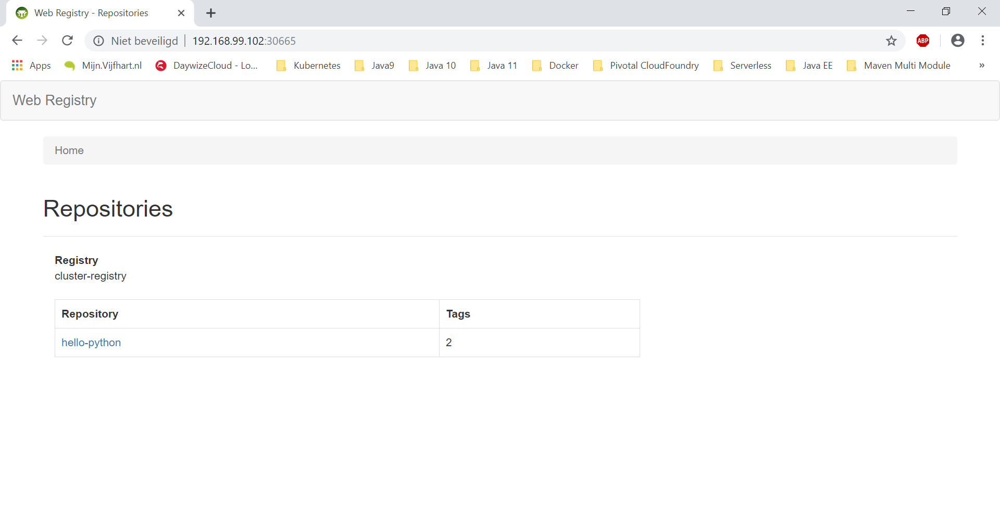 Web Registry - Repositories
Niet beveiligd 192.168.99.102:30665
ABP
Apps Mijn.Vijfhart.nl DaywizeCloud - Lo... Kubernetes Java9 Java 10 Java 11 Docker Pivotal CloudFoundry Serverless Java EE Maven Multi Module »
Web Registry
Home
Repositories
Registry
cluster-registry
Repository Tags
hello-python 2